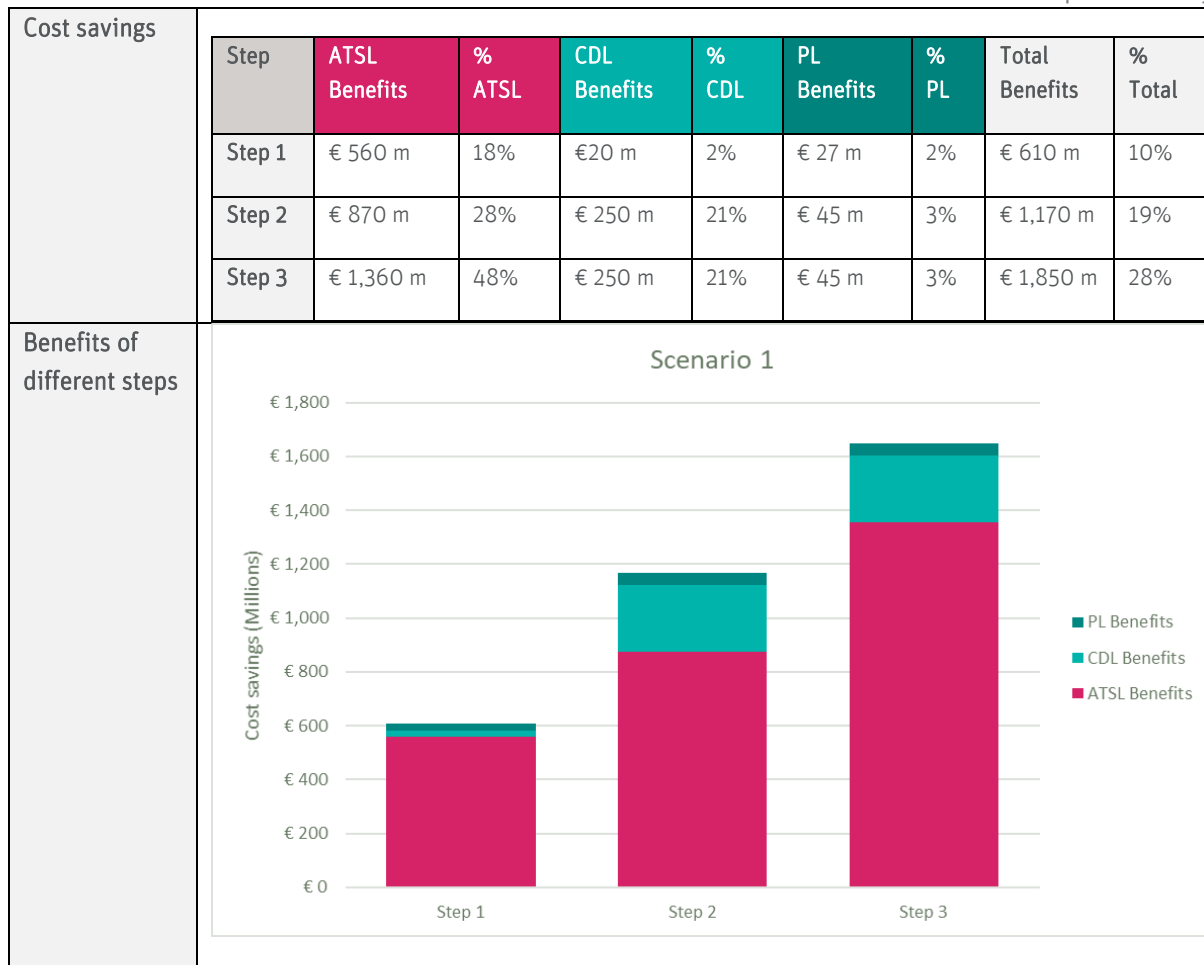 Cost savings
Step ATSL Benefits % ATSL CDL Benefits % CDL PL Benefits % PL Total Benefits % Total
Step 1 € 560 m 18% €20 m 2% € 27 m 2% € 610 m 10%
Step 2 € 870 m 28% € 250 m 21% € 45 m 3% € 1,170 m 19%
Step 3 € 1,360 m 48% € 250 m 21% € 45 m 3% € 1,850 m 28%
Benefits of
different steps
Scenario 1
€ 1,800
€ 1,600
€ 1,400
€ 1,200
€ 1,000
€ 800
€ 600
€ 400
€ 200
€ 0
Cost savings (Millions)
Step 1 Step 2 Step 3
PL Benefits
CDL Benefits
ATSL Benefits